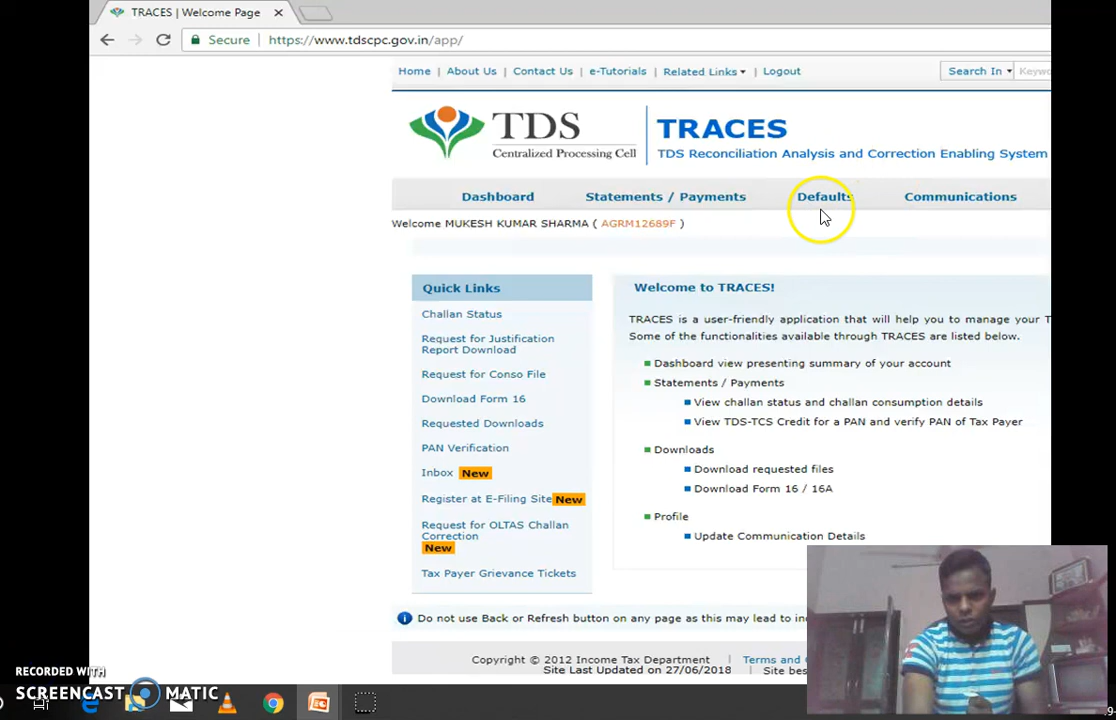 TRACES | Welcome Page
Secure | https://www.tdscpc.gov.in/app/
Home | About Us | Contact Us | e-Tutorials | Related Links | Logout
Search In
TDS
Centralized Processing Cell
TRACES
TDS Reconciliation Analysis and Correction Enabling System
Dashboard Statements / Payments Defaults Communications
Welcome MUKESH KUMAR SHARMA ( AGRM12689F )
Quick Links
Challan Status
Request for Justification
Report Download
Request for Conso File
Download Form 16
Requested Downloads
PAN Verification
Inbox New
Register at E-Filing Site New
Request for OLTAS Challan
Correction
New
Tax Payer Grievance Tickets
Welcome to TRACES!
TRACES is a user-friendly application that will help you to manage your T
Some of the functionalities available through TRACES are listed below.
Dashboard view presenting summary of your account
Statements / Payments
View challan status and challan consumption details
View TDS-TCS Credit for a PAN and verify PAN of Tax Payer
Downloads
Download requested files
Download Form 16 / 16A
Profile
Update Communication Details
Do not use Back or Refresh button on any page as this may lead to in
Copyright © 2012 Income Tax Department
Terms and
Site Last Updated on 27/06/2018 Site bes
RECORDED WITH
SCREENCAST MATIC